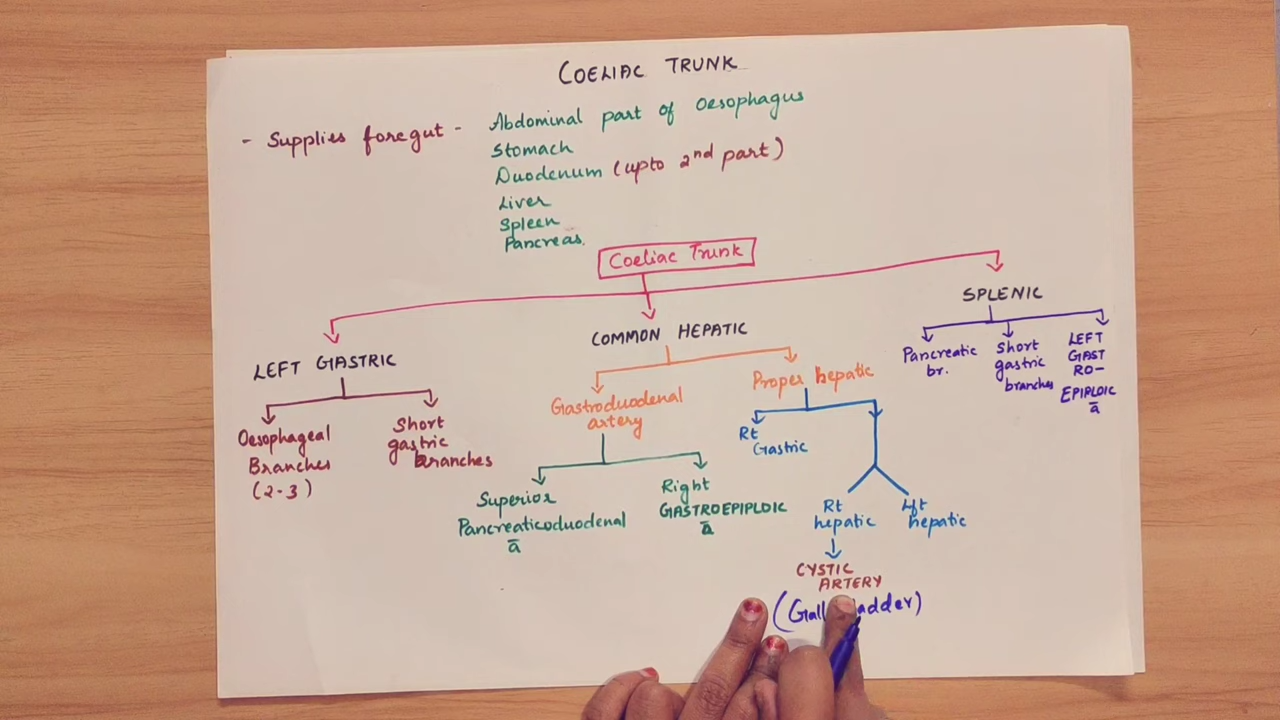 COELIAC TRUNK
- Supplies foregut -
Abdominal part of Oesophagus
Stomach
Duodenum (upto 2nd part)
Liver
Spleen
Pancreas.
Coeliac Trunk
LEFT GASTRIC
Oesophageal
Branches
(2-3)
Short
gastric
branches
COMMON HEPATIC
Gastroduodenal
artery
Superior
Pancreaticoduodenal
a
Right
GASTROEPIPLOIC
a
Proper hepatic
Rt
Gastric
Rt
hepatic
Lft
hepatic
CYSTIC
ARTERY
SPLENIC
Pancreatic
br.
Short
gastric
branches
LEFT
GAST
RO-
EPIPLOIC
a